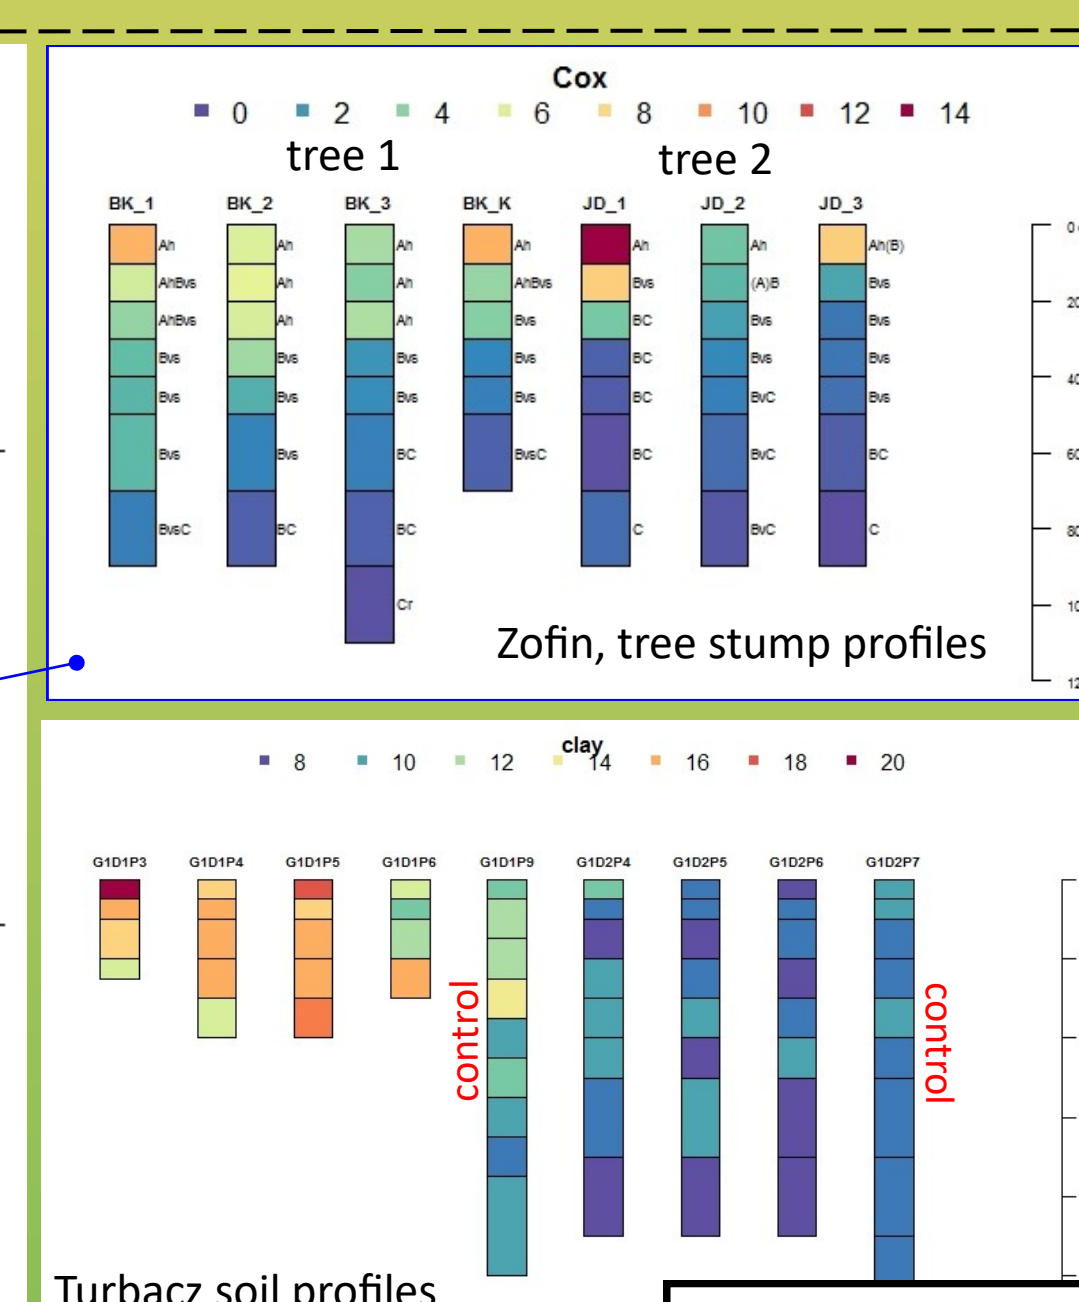 Cox
0 2 4 6 8 10 12 14
tree 1 tree 2
BK_1 BK_2 BK_3 BK_K JD_1 JD_2 JD_3
Ah Ah Ah Ah Ah Ah Ah(B)
AhBvs Ah Ah AhBvs Bvs (A)B Bvs
AhBvs Ah Ah Bvs BC Bvs Bvs
Bvs Bvs Bvs Bvs BC Bvs Bvs
Bvs Bvs Bvs Bvs BC BvC Bvs
Bvs Bvs BC BvsC BC BvC BC
BvsC BC BC C BvC C
Cr
Zofin, tree stump profiles
clay
8 10 12 14 16 18 20
G1D1P3 G1D1P4 G1D1P5 G1D1P6 G1D1P9 G1D2P4 G1D2P5 G1D2P6 G1D2P7
control
control
Turbacz soil profiles